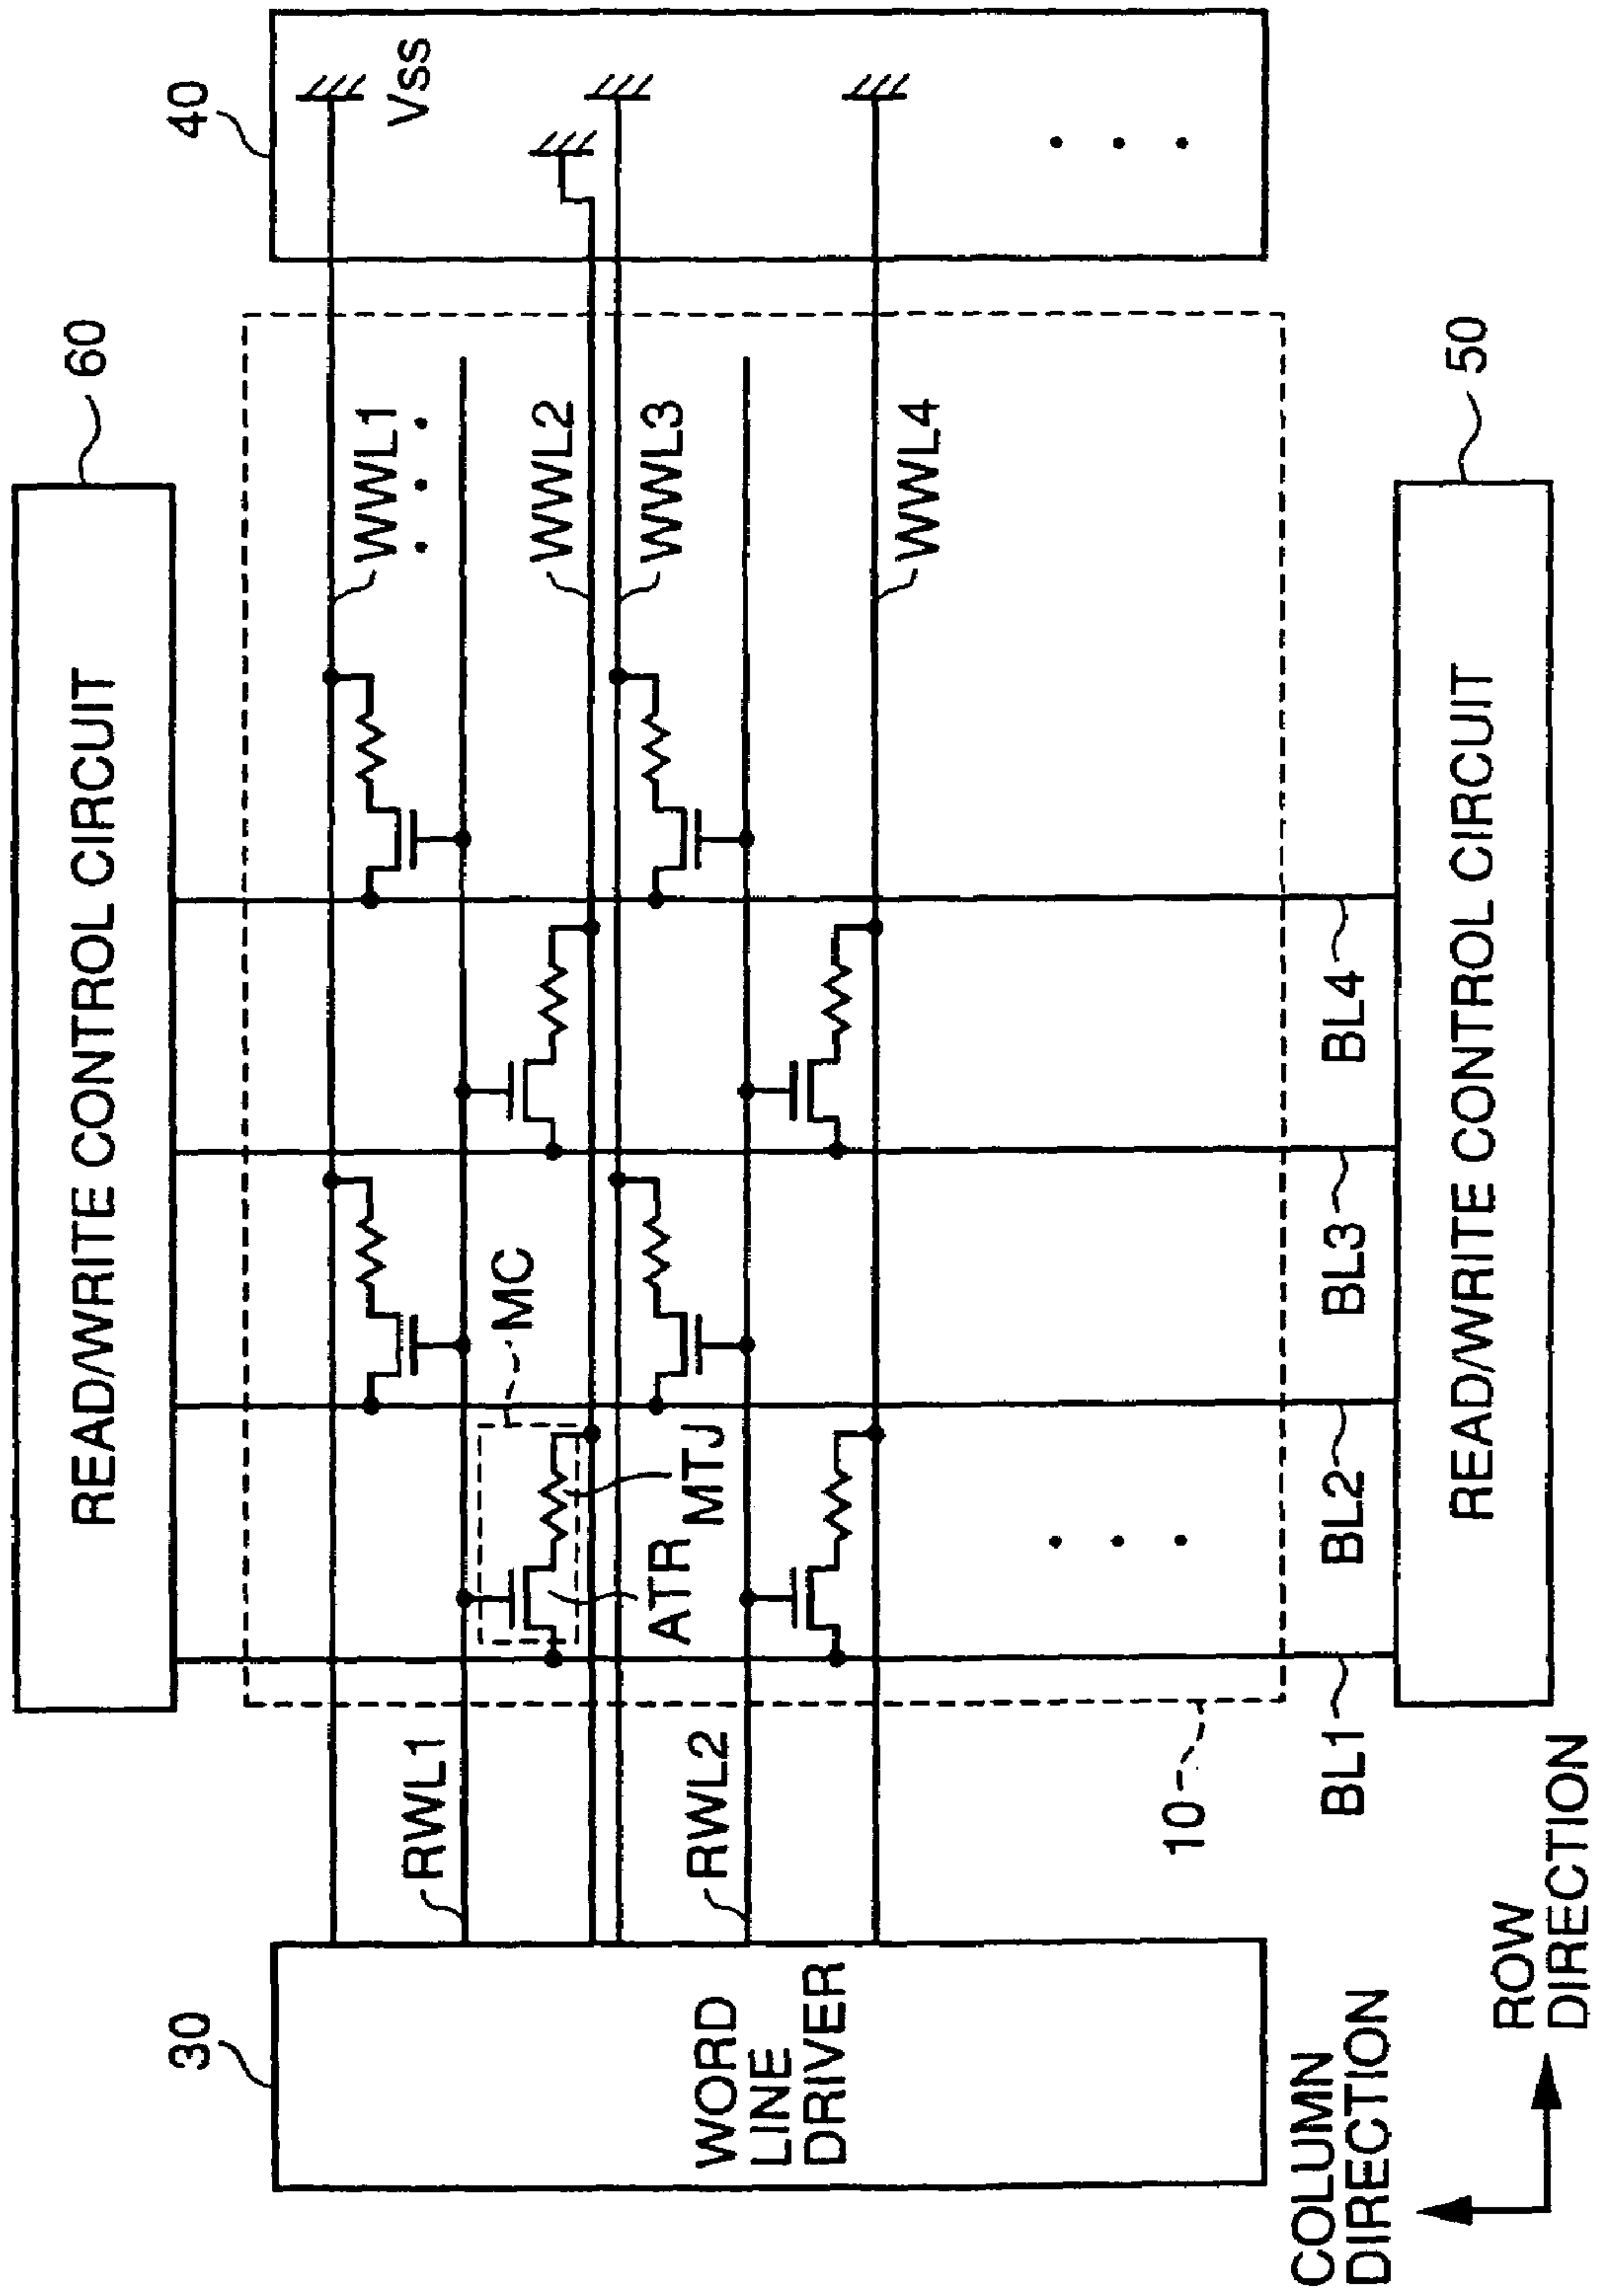 60
READ/WRITE CONTROL CIRCUIT
30
WORD
LINE
DRIVER
40
Vss
WWL1
RWL1
MC
WWL2
WWL3
ATR
MTJ
RWL2
WWL4
10
BL1
BL2
BL3
BL4
50
READ/WRITE CONTROL CIRCUIT
COLUMN
DIRECTION
ROW
DIRECTION